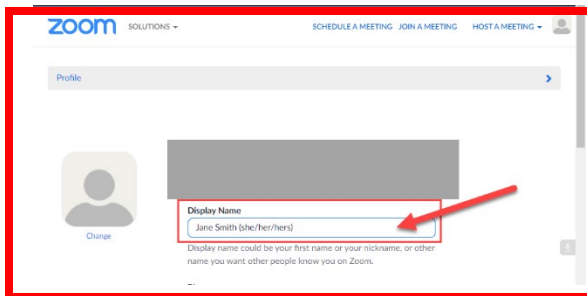 zoom SOLUTIONS SCHEDULE A MEETING JOIN A MEETING HOST A MEETING
Profile
Change
Display Name
Jane Smith (she/her/hers)
Display name could be your first name or your nickname, or other
name you want other people know you on Zoom.